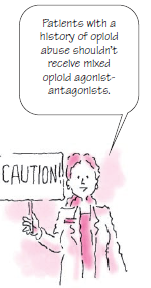 Patients with a
history of opioid
abuse shouldn't
receive mixed
opioid agonist-
antagonists.
CAUTION!